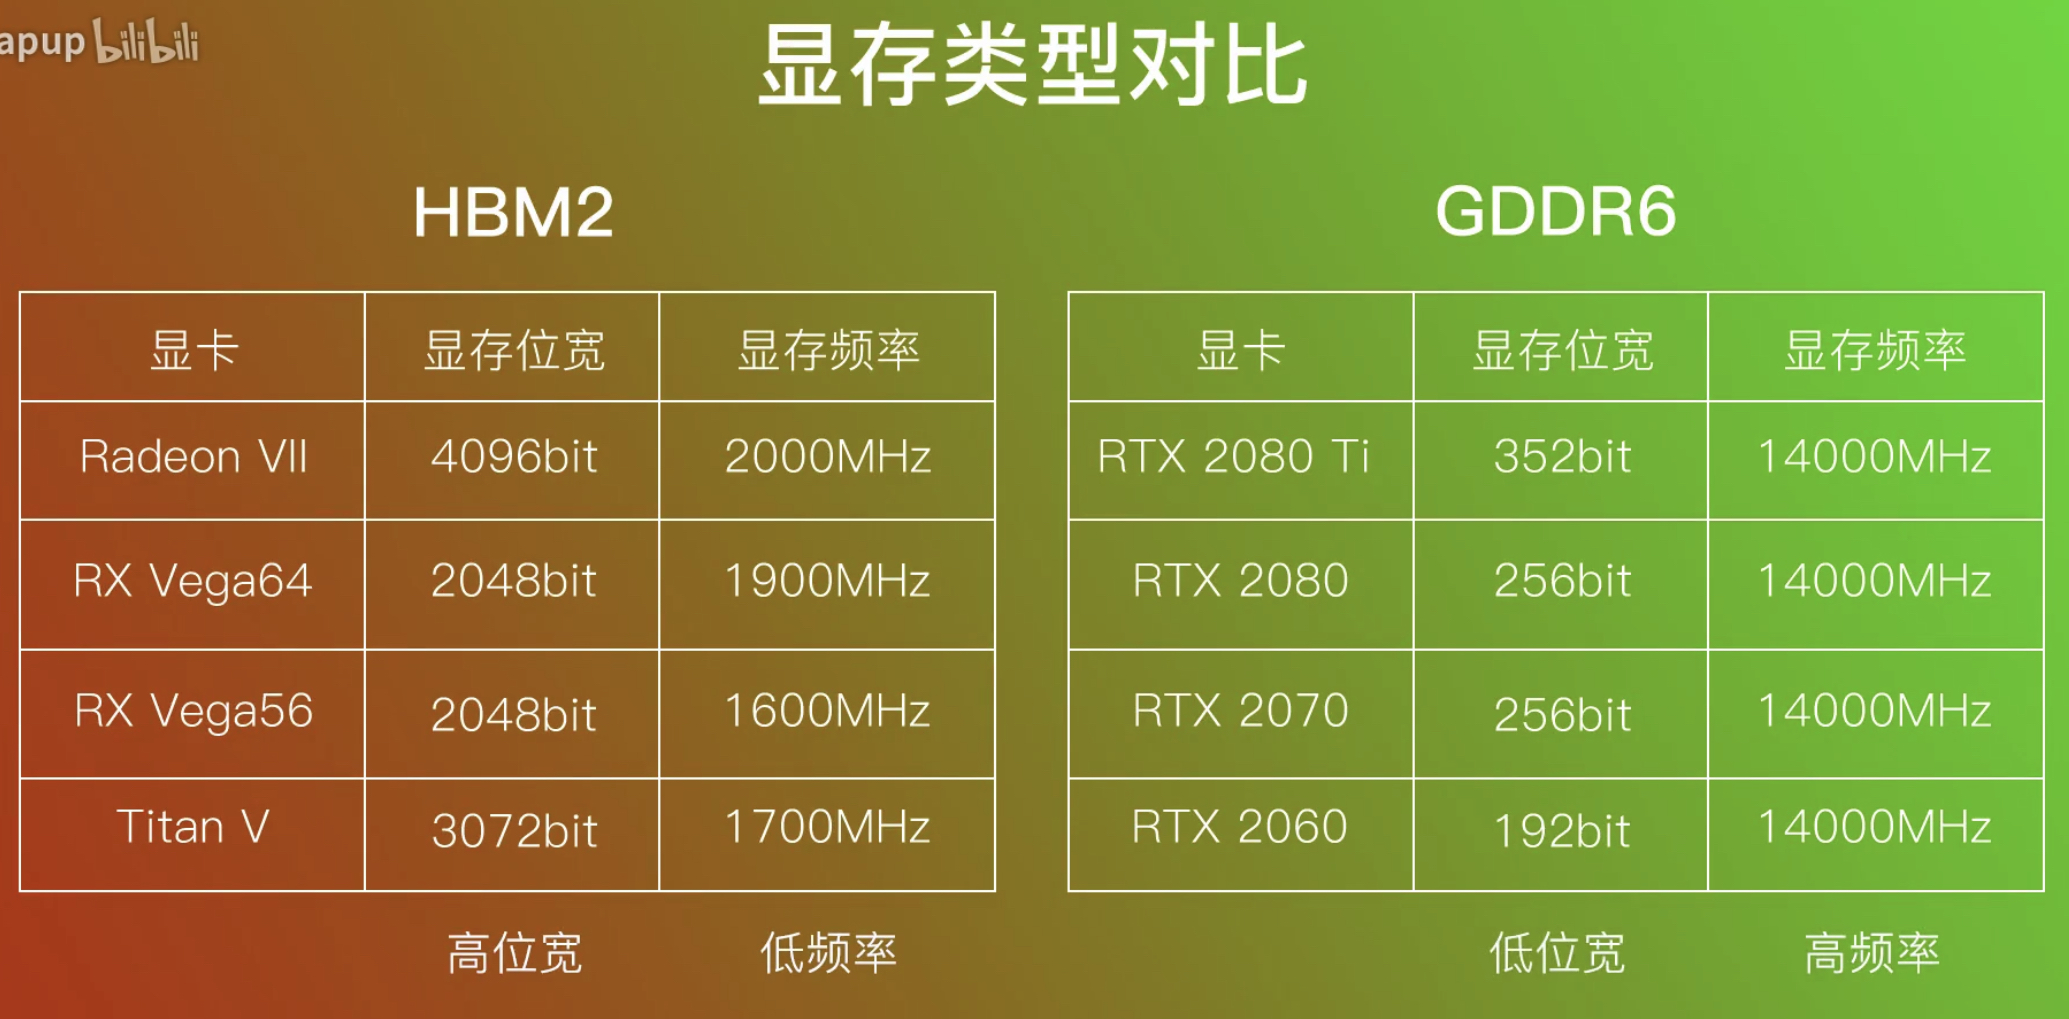 apup bilibili
显存类型对比
HBM2
显卡 显存位宽 显存频率
Radeon VII 4096bit 2000MHz
RX Vega64 2048bit 1900MHz
RX Vega56 2048bit 1600MHz
Titan V 3072bit 1700MHz
高位宽 低频率
GDDR6
显卡 显存位宽 显存频率
RTX 2080 Ti 352bit 14000MHz
RTX 2080 256bit 14000MHz
RTX 2070 256bit 14000MHz
RTX 2060 192bit 14000MHz
低位宽 高频率